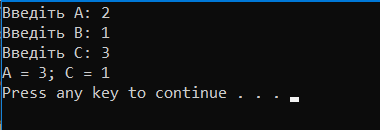 Введіть A: 2
Введіть B: 1
Введіть C: 3
A = 3; C = 1
Press any key to continue . . .